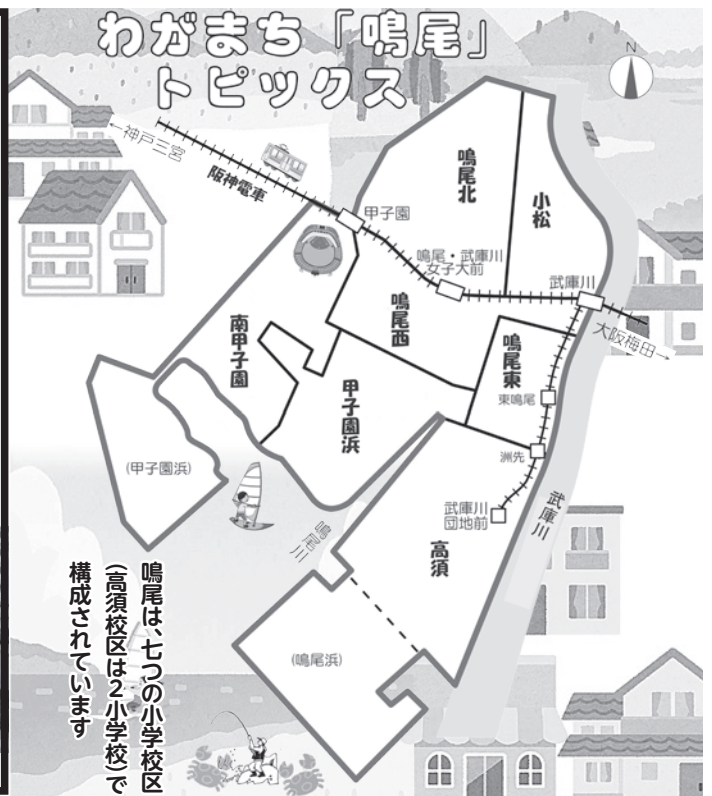 わがまち「鳴尾」
トピックス
N
←神戸三宮
阪神電車
甲子園
鳴尾北
小松
鳴尾・武庫川
女子大前
武庫川
大阪梅田→
鳴尾西
鳴尾東
南甲子園
甲子園浜
東鳴尾
洲先
(甲子園浜)
武庫川
団地前
武庫川
鳴尾川
高須
(鳴尾浜)
鳴尾は、七つの小学校区
(高須校区は2小学校)で
構成されています